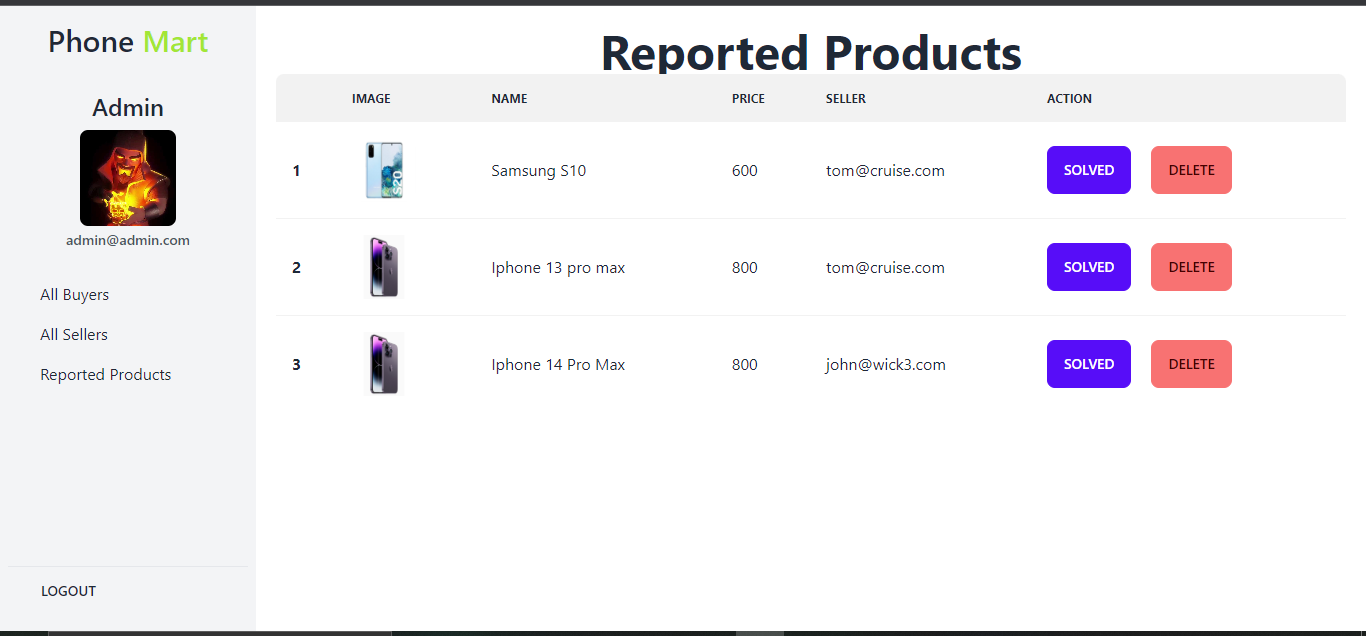 Phone Mart
Admin
admin@admin.com
All Buyers
All Sellers
Reported Products
LOGOUT
Reported Products
IMAGE NAME PRICE SELLER ACTION
1 S20 Samsung S10 600 tom@cruise.com SOLVED DELETE
2 Iphone 13 pro max 800 tom@cruise.com SOLVED DELETE
3 Iphone 14 Pro Max 800 john@wick3.com SOLVED DELETE